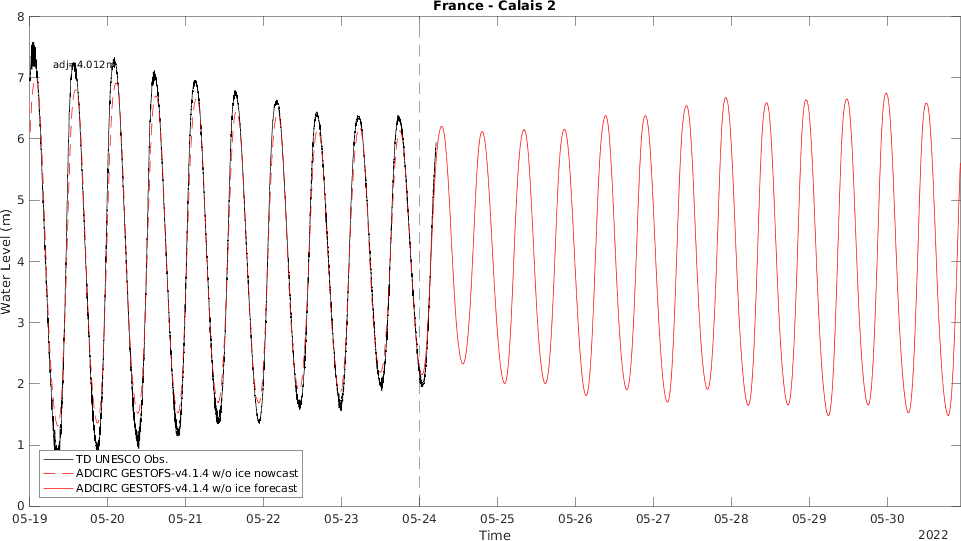 France - Calais 2
adj=4.012m
8
7
6
5
4
3
2
1
0
Water Level (m)
TD UNESCO Obs.
ADCIRC GESTOFS-v4.1.4 w/o ice nowcast
ADCIRC GESTOFS-v4.1.4 w/o ice forecast
05-19 05-20 05-21 05-22 05-23 05-24 05-25 05-26 05-27 05-28 05-29 05-30
Time
2022